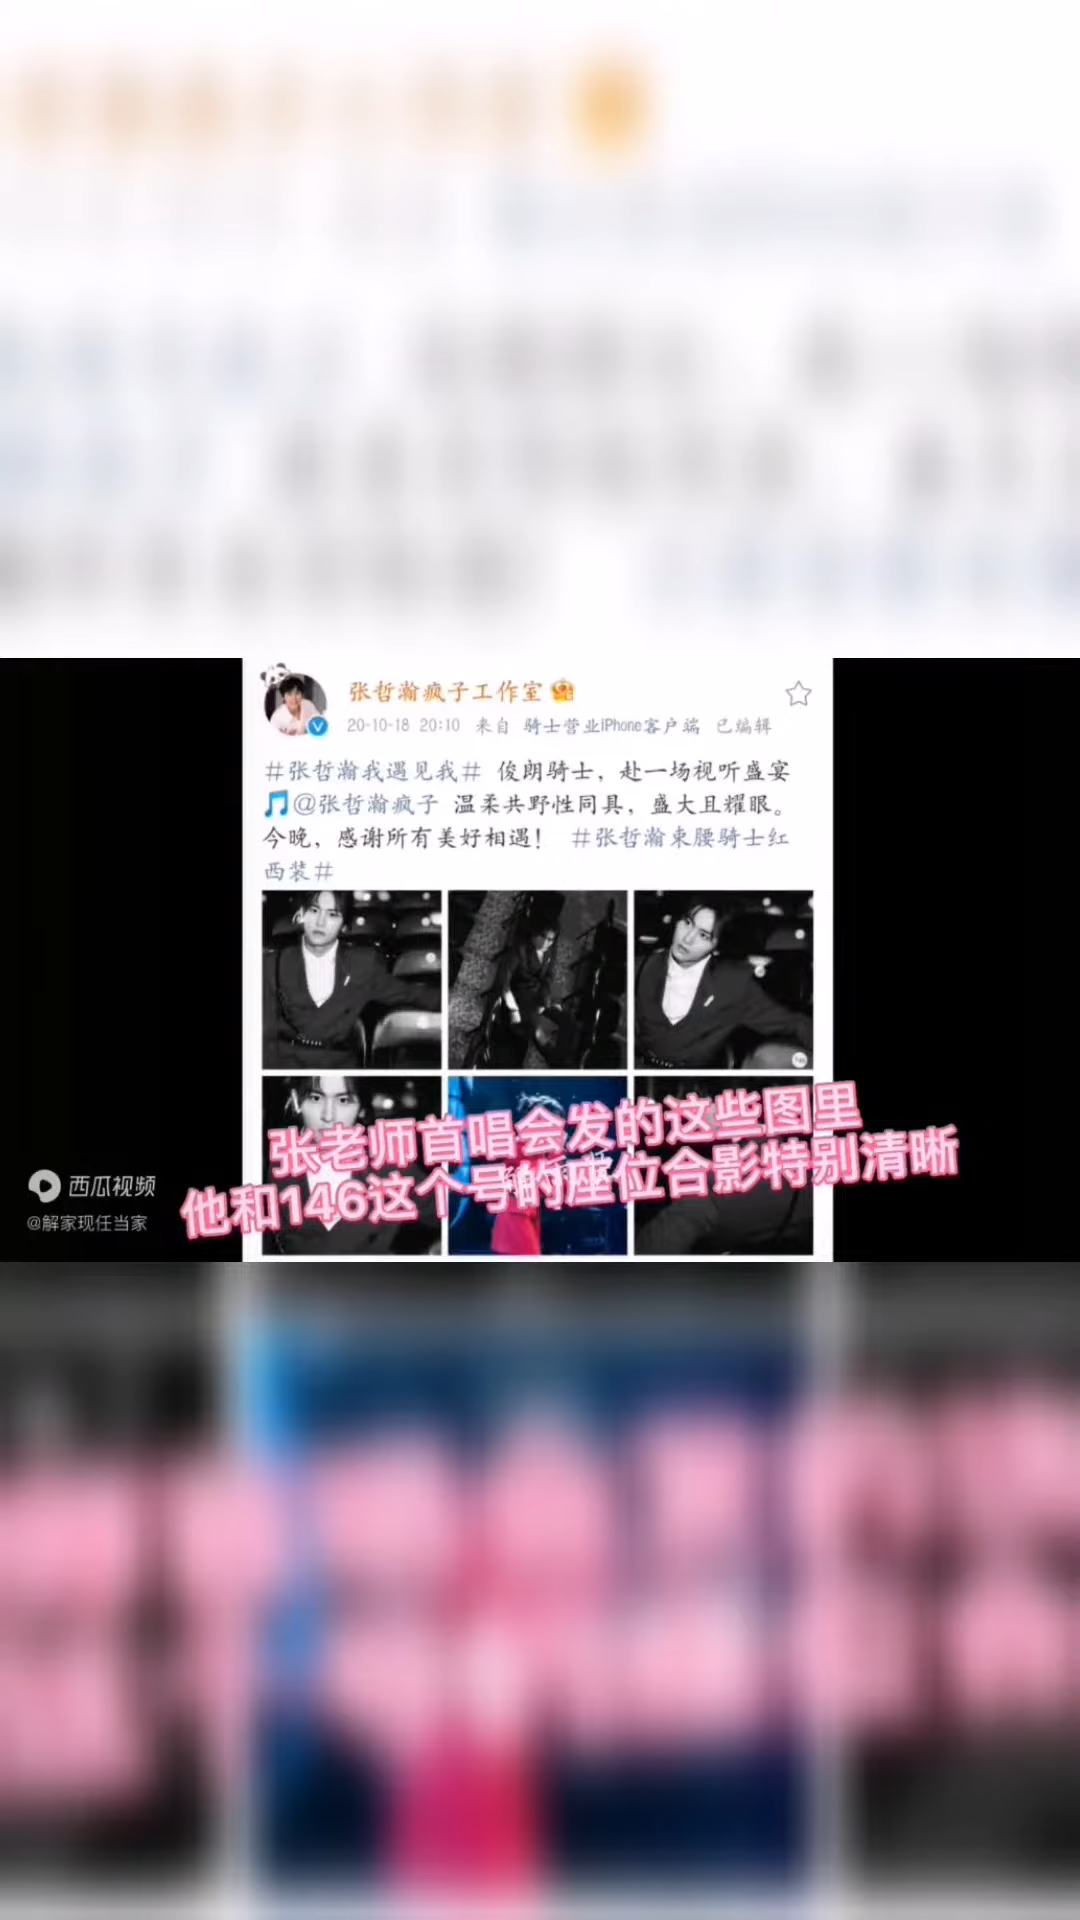 张哲瀚疯子工作室
20-10-18 20:10 来自 骑士营业iPhone客户端 已编辑
#张哲瀚我遇见我# 俊朗骑士，赴一场视听盛宴
🎵@张哲瀚疯子 温柔共野性同具，盛大且耀眼。
今晚，感谢所有美好相遇！ #张哲瀚束腰骑士红
西装#
张老师首唱会发的这些图里
他和146这个号的座位合影特别清晰
西瓜视频
@解家现任当家